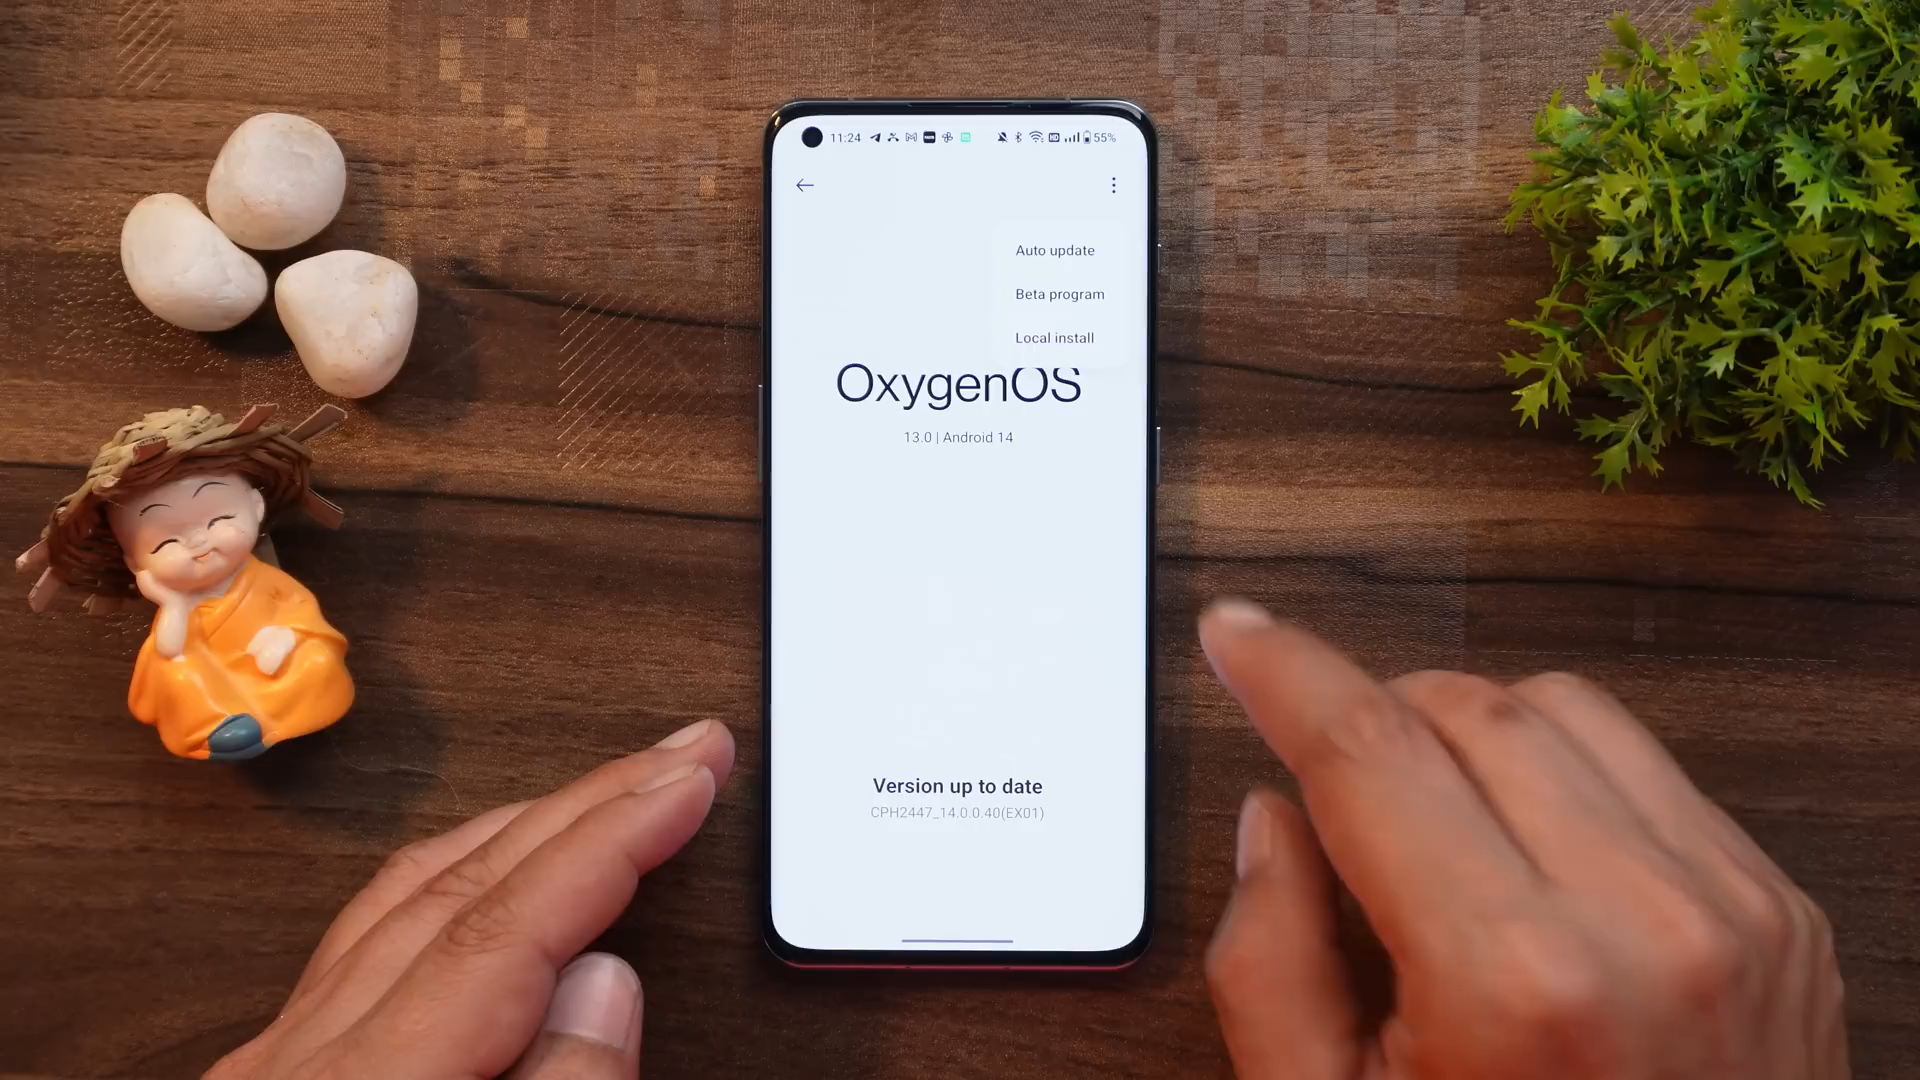 11:24
HD
55%
Auto update
Beta program
Local install
OxygenOS
13.0 | Android 14
Version up to date
CPH2447_14.0.0.40(EX01)